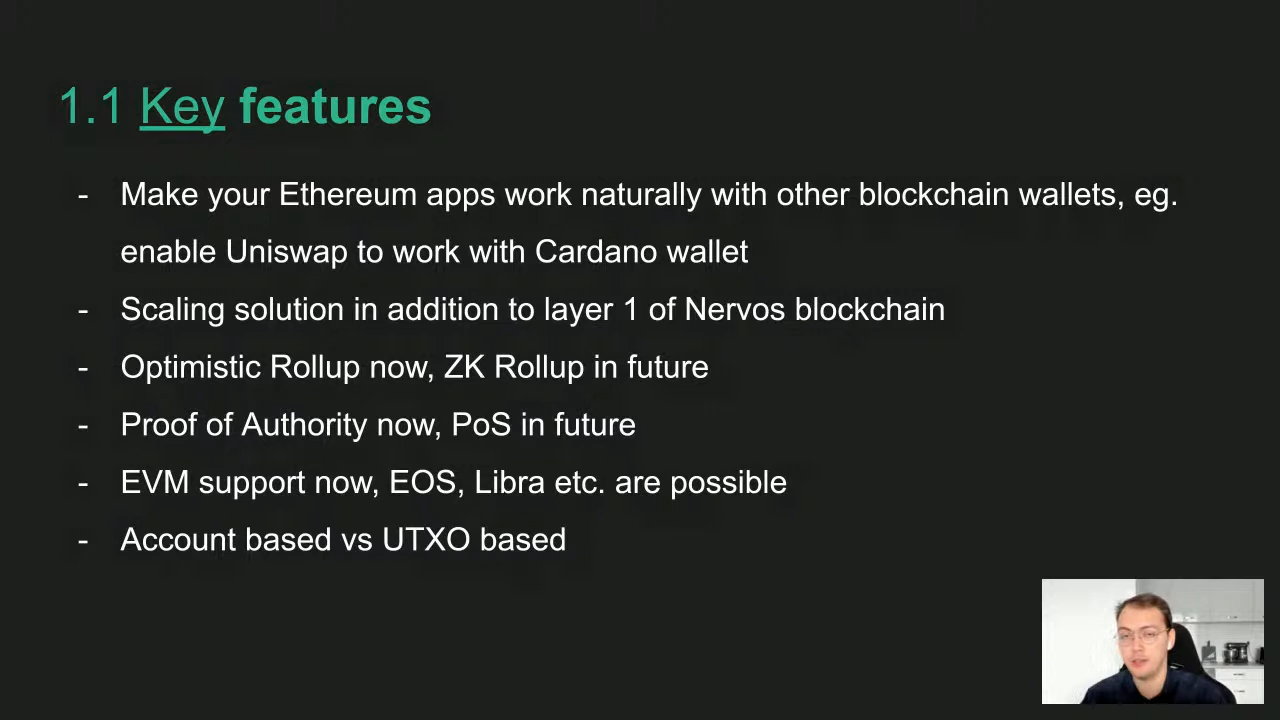 1.1 Key features
- Make your Ethereum apps work naturally with other blockchain wallets, eg.
enable Uniswap to work with Cardano wallet
- Scaling solution in addition to layer 1 of Nervos blockchain
- Optimistic Rollup now, ZK Rollup in future
- Proof of Authority now, PoS in future
- EVM support now, EOS, Libra etc. are possible
- Account based vs UTXO based